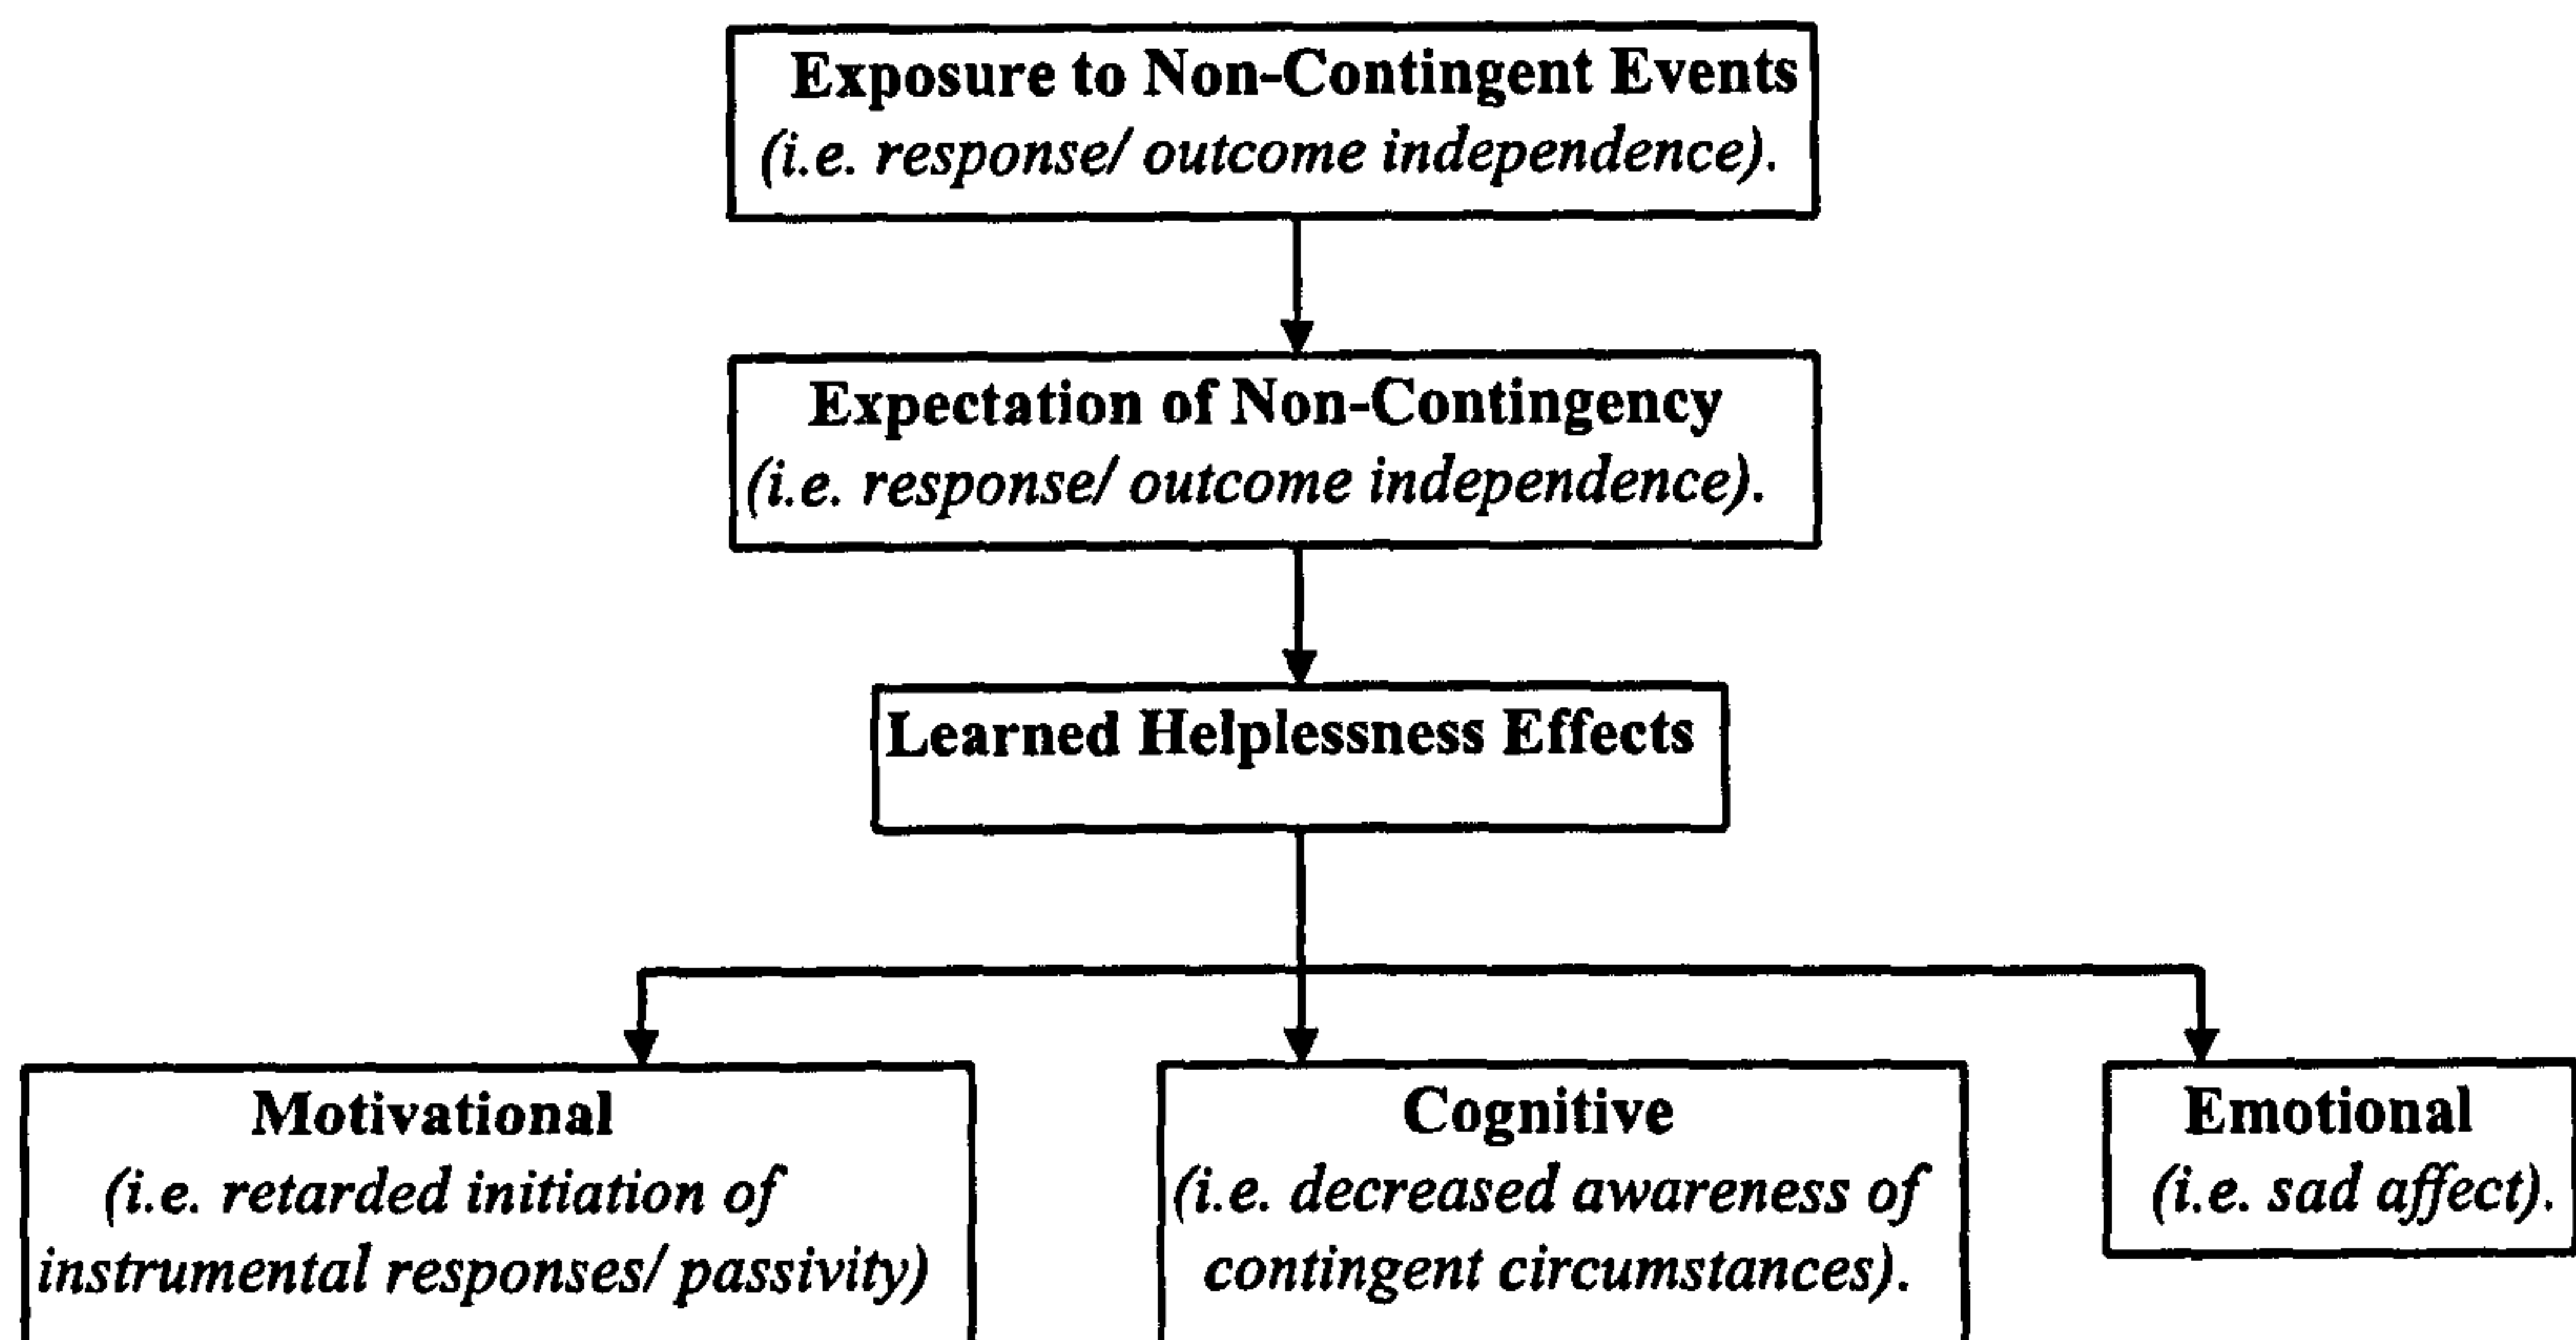 Exposure to Non-Contingent Events
(i.e. response/ outcome independence).
Expectation of Non-Contingency
(i.e. response/ outcome independence).
Learned Helplessness Effects
Motivational
(i.e. retarded initiation of
instrumental responses/ passivity)
Cognitive
(i.e. decreased awareness of
contingent circumstances).
Emotional
(i.e. sad affect).